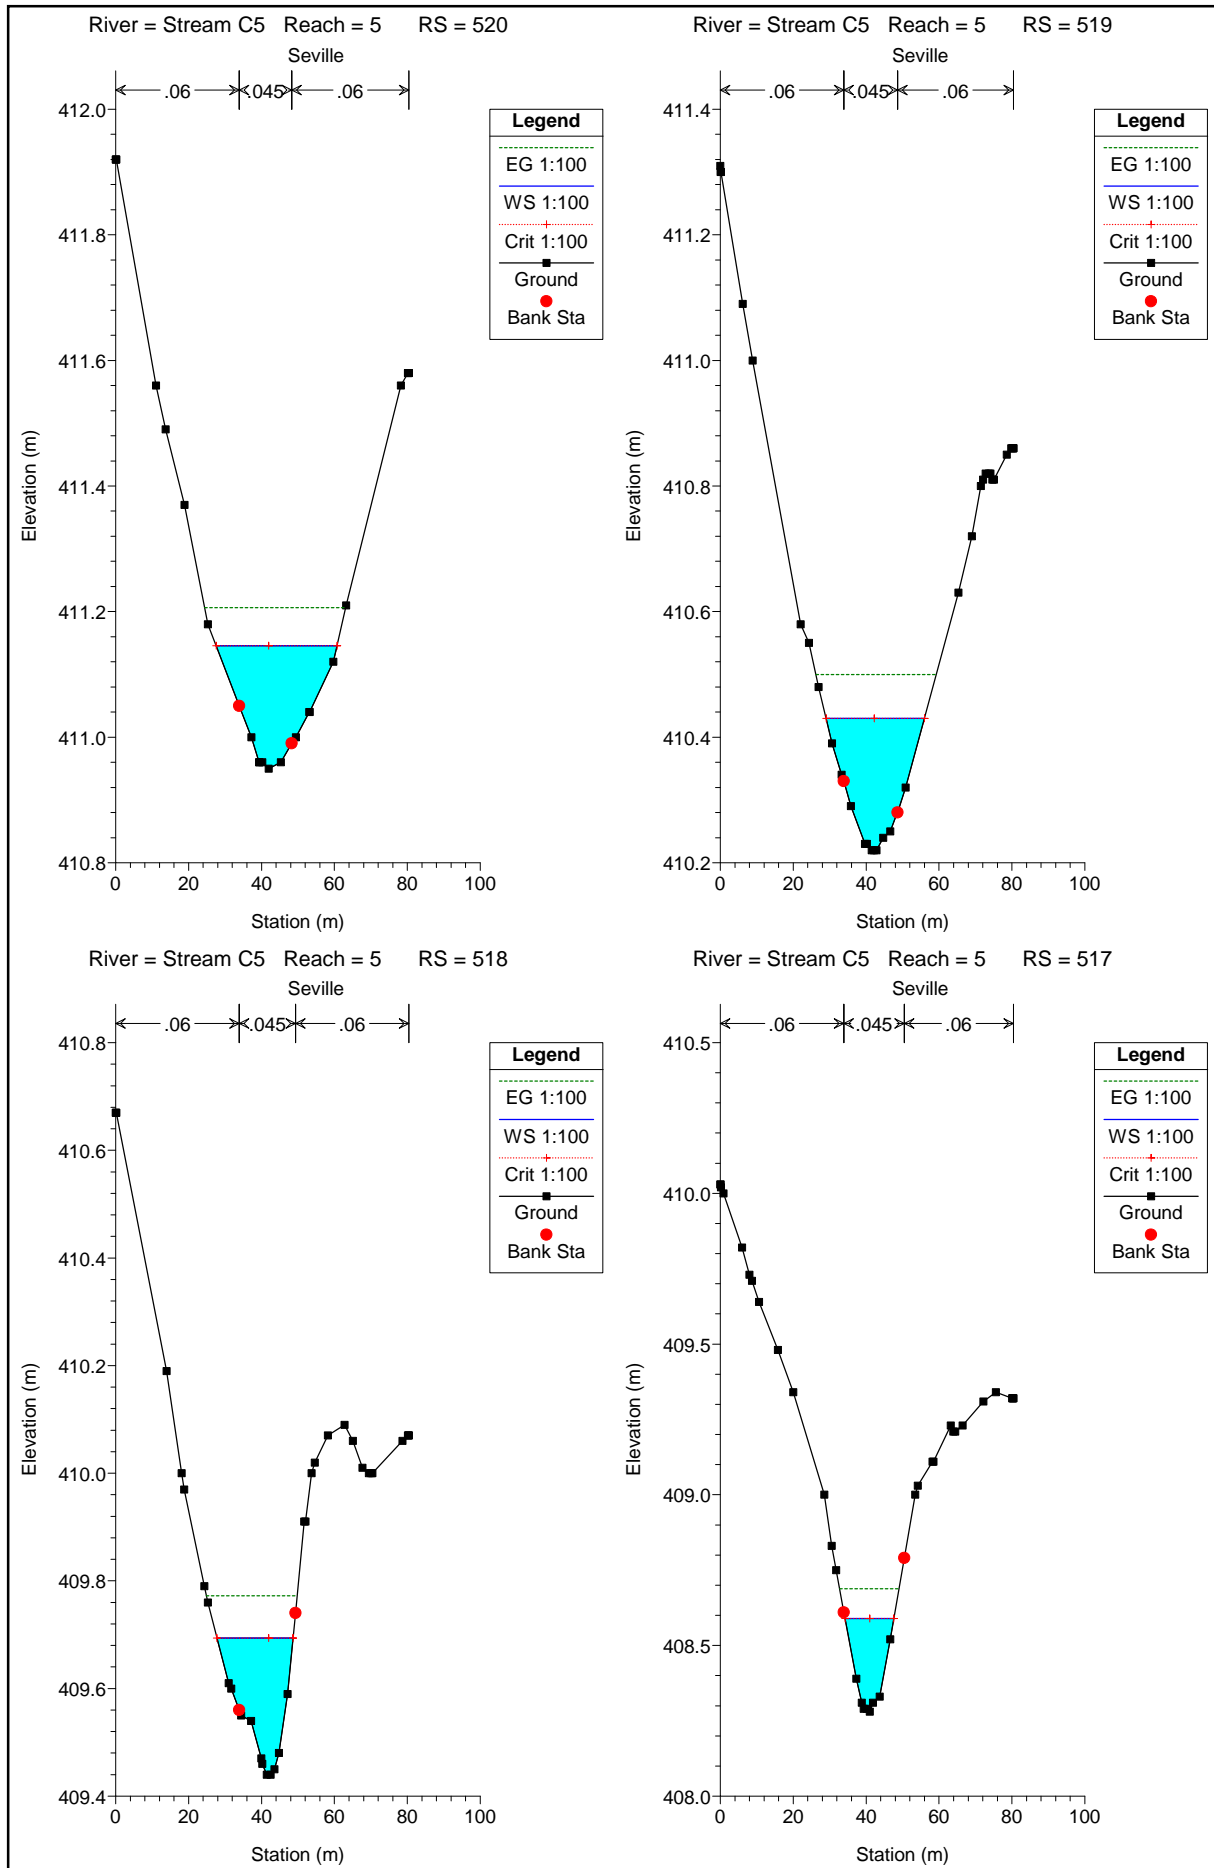 River = Stream C5 Reach = 5 RS = 520
Seville
.06 .045 .06
412.0
411.8
411.6
411.4
411.2
411.0
410.8
Elevation (m)
0 20 40 60 80 100
Station (m)
Legend
EG 1:100
WS 1:100
Crit 1:100
Ground
Bank Sta
River = Stream C5 Reach = 5 RS = 519
Seville
.06 .045 .06
411.4
411.2
411.0
410.8
410.6
410.4
410.2
Elevation (m)
0 20 40 60 80 100
Station (m)
Legend
EG 1:100
WS 1:100
Crit 1:100
Ground
Bank Sta
River = Stream C5 Reach = 5 RS = 518
Seville
.06 .045 .06
410.8
410.6
410.4
410.2
410.0
409.8
409.6
409.4
Elevation (m)
0 20 40 60 80 100
Station (m)
Legend
EG 1:100
WS 1:100
Crit 1:100
Ground
Bank Sta
River = Stream C5 Reach = 5 RS = 517
Seville
.06 .045 .06
410.5
410.0
409.5
409.0
408.5
408.0
Elevation (m)
0 20 40 60 80 100
Station (m)
Legend
EG 1:100
WS 1:100
Crit 1:100
Ground
Bank Sta